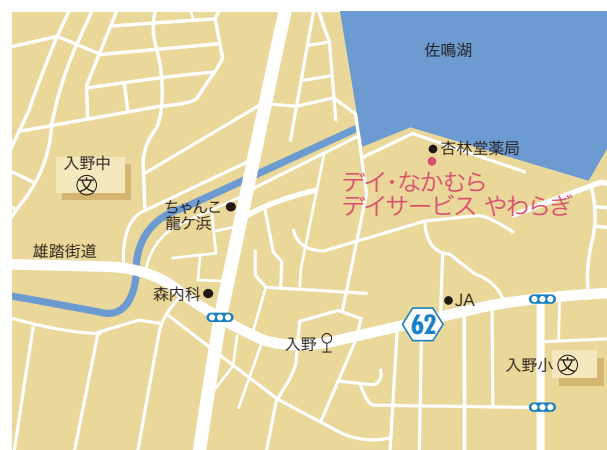 佐鳴湖
杏林堂薬局
入野中
文
デイ・なかむら
デイサービス やわらぎ
ちゃんこ
龍ケ浜
雄踏街道
森内科
JA
62
入野
入野小
文